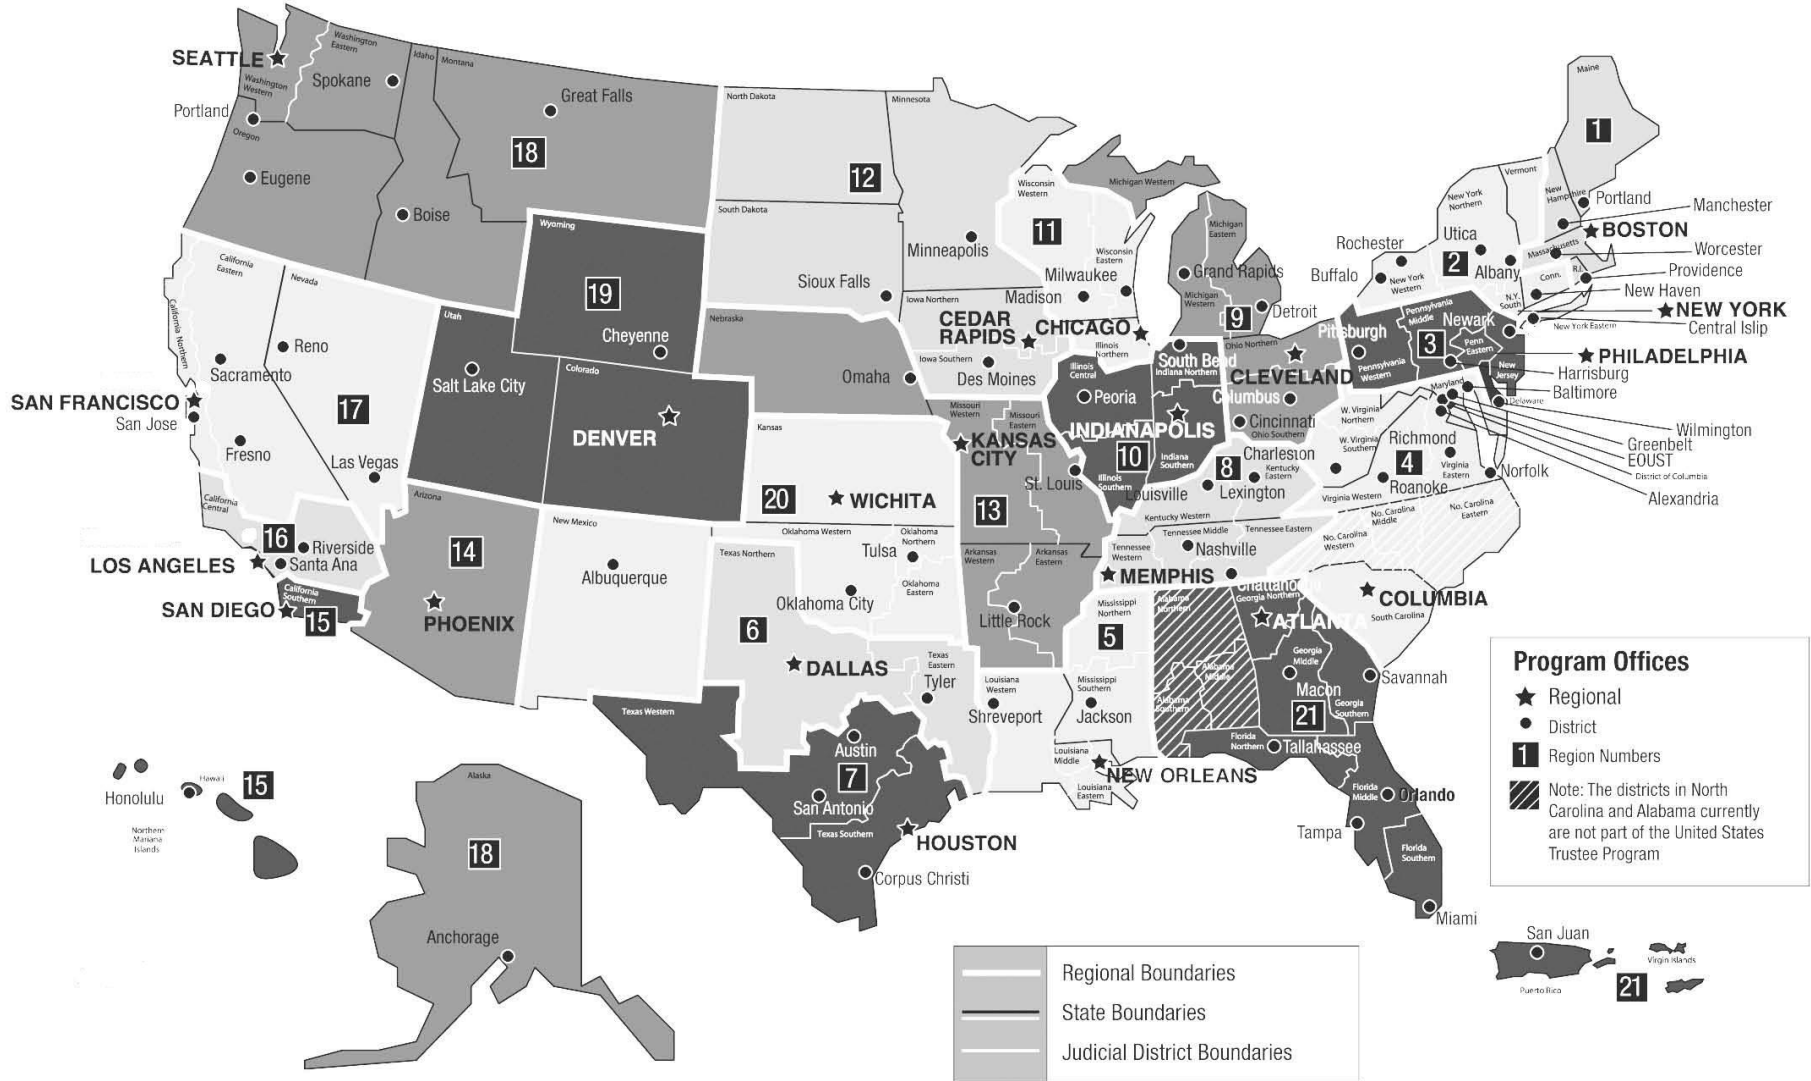 SEATTLE
Washington
Eastern
Washington
Western
Spokane
Idaho
Montana
Great Falls
18
Portland
Oregon
Eugene
Boise
North Dakota
Minnesota
12
South Dakota
Minneapolis
Sioux Falls
Wyoming
19
Cheyenne
Utah
Salt Lake City
Colorado
DENVER
California
Eastern
Nevada
California Northern
Reno
Sacramento
SAN FRANCISCO
San Jose
17
Fresno
Las Vegas
California
Central
16
Riverside
Santa Ana
LOS ANGELES
California
Southern
SAN DIEGO
15
Arizona
14
PHOENIX
New Mexico
Albuquerque
Nebraska
Omaha
Kansas
20
WICHITA
Oklahoma Western
Oklahoma
Northern
Tulsa
Oklahoma
Eastern
Oklahoma City
Texas Northern
6
DALLAS
Texas
Eastern
Tyler
Texas Western
Austin
7
San Antonio
Texas Southern
HOUSTON
Corpus Christi
Wisconsin
Western
11
Wisconsin
Eastern
Milwaukee
Madison
Iowa Northern
CEDAR
RAPIDS
Iowa Southern
Des Moines
CHICAGO
Illinois
Northern
Illinois
Central
Peoria
10
Illinois
Southern
South Bend
Indiana Northern
INDIANAPOLIS
Indiana
Southern
Missouri
Western
Missouri
Eastern
KANSAS
CITY
St. Louis
13
Arkansas
Western
Arkansas
Eastern
Little Rock
Michigan Western
Michigan
Eastern
Grand Rapids
Michigan
Western
9
Detroit
Ohio Northern
CLEVELAND
Columbus
Cincinnati
Ohio Southern
8
Charleston
Kentucky
Eastern
Louisville
Lexington
Kentucky Western
Tennessee Middle
Tennessee Eastern
Tennessee
Western
Nashville
MEMPHIS
Chattanooga
Mississippi
Northern
5
Mississippi
Southern
Jackson
Louisiana
Western
Shreveport
Louisiana
Middle
NEW ORLEANS
Louisiana
Eastern
Alabama
Northern
Alabama
Middle
Alabama
Southern
Georgia Northern
ATLANTA
Georgia
Middle
Macon
Georgia
Southern
21
Savannah
Florida
Northern
Tallahassee
Florida
Middle
Orlando
Tampa
Florida
Southern
Miami
COLUMBIA
South Carolina
No. Carolina
Western
No. Carolina
Middle
No. Carolina
Eastern
W. Virginia
Northern
W. Virginia
Southern
Richmond
4
Virginia
Eastern
Roanoke
Virginia Western
Norfolk
Maryland
Delaware
Pittsburgh
Pennsylvania
Middle
3
Pennsylvania
Western
Penn
Eastern
Newark
New
Jersey
Rochester
Buffalo
New York
Western
New York
Northern
Utica
2
Albany
N.Y.
South
Vermont
New
Hampshire
Maine
1
Massachusetts
Conn.
R.I.
Portland
Manchester
BOSTON
Worcester
Providence
New Haven
NEW YORK
New York Eastern
Central Islip
PHILADELPHIA
Harrisburg
Baltimore
Wilmington
Greenbelt
EOUST
District of Columbia
Alexandria
Hawaii
15
Honolulu
Northern
Mariana
Islands
Alaska
18
Anchorage
San Juan
Puerto Rico
Virgin Islands
21
Program Offices
Regional
District
1 Region Numbers
Note: The districts in North
Carolina and Alabama currently
are not part of the United States
Trustee Program
Regional Boundaries
State Boundaries
Judicial District Boundaries